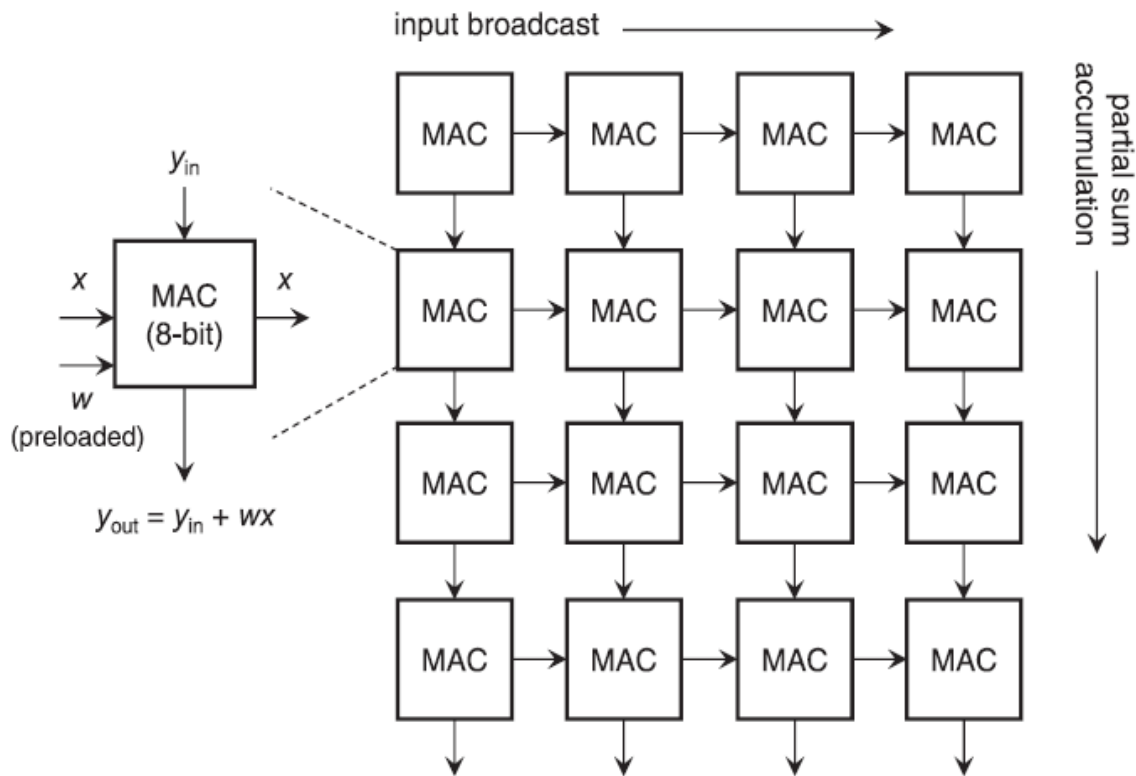 input broadcast
MAC MAC MAC MAC
partial sum
accumulation
y_in
x
MAC
(8-bit)
x
w
(preloaded)
y_out = y_in + wx
MAC MAC MAC MAC
MAC MAC MAC MAC
MAC MAC MAC MAC